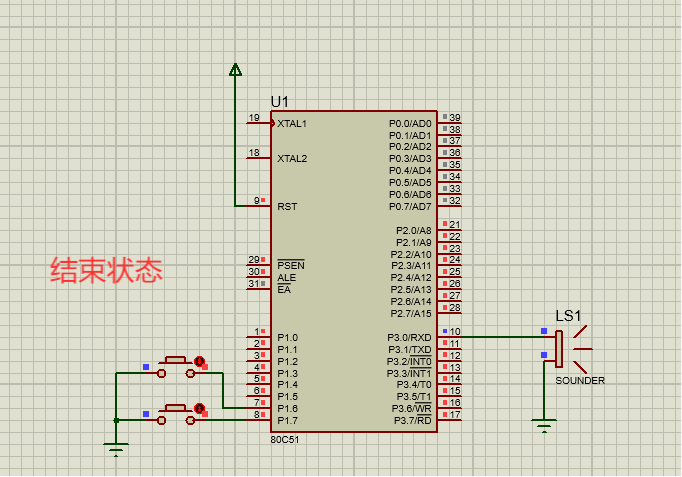 U1
19 XTAL1
18 XTAL2
9 RST
29 PSEN
30 ALE
31 EA
1 P1.0
2 P1.1
3 P1.2
4 P1.3
5 P1.4
6 P1.5
7 P1.6
8 P1.7
P0.0/AD0 39
P0.1/AD1 38
P0.2/AD2 37
P0.3/AD3 36
P0.4/AD4 35
P0.5/AD5 34
P0.6/AD6 33
P0.7/AD7 32
P2.0/A8 21
P2.1/A9 22
P2.2/A10 23
P2.3/A11 24
P2.4/A12 25
P2.5/A13 26
P2.6/A14 27
P2.7/A15 28
P3.0/RXD 10
P3.1/TXD 11
P3.2/INT0 12
P3.3/INT1 13
P3.4/T0 14
P3.5/T1 15
P3.6/WR 16
P3.7/RD 17
80C51
结束状态
LS1
SOUNDER